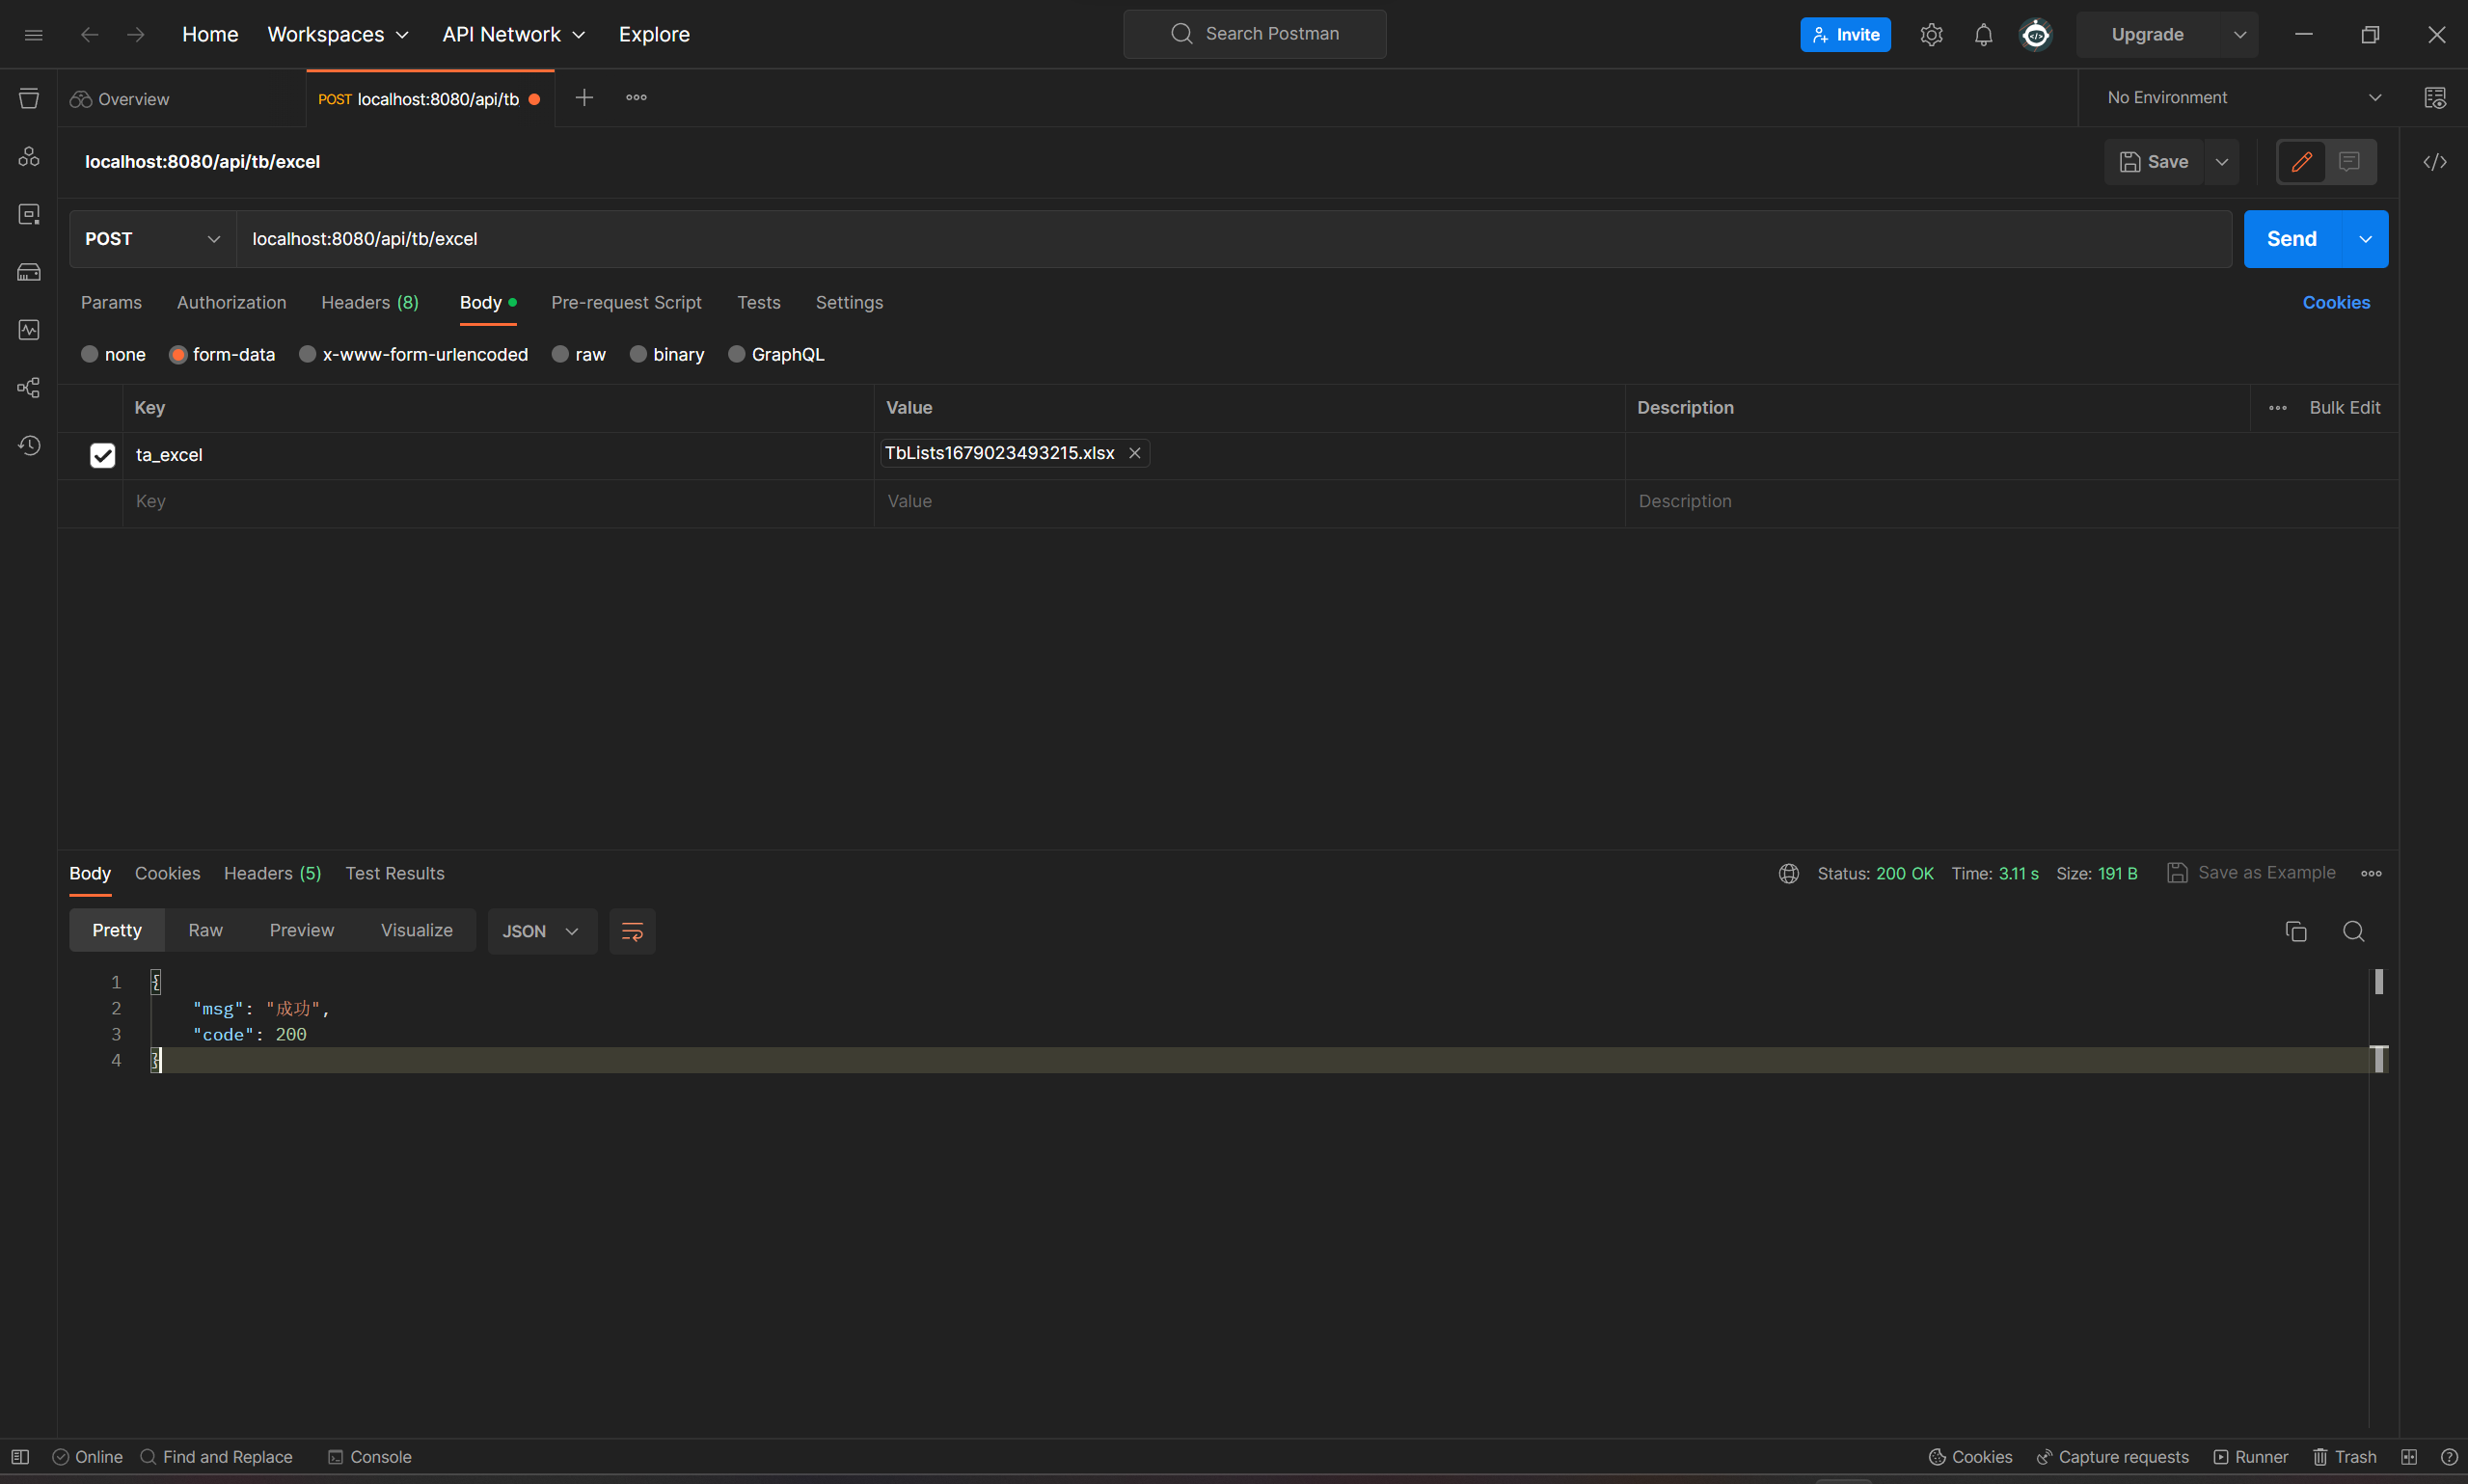 Home Workspaces API Network Explore Search Postman Invite Upgrade
Overview POST localhost:8080/api/tb No Environment
localhost:8080/api/tb/excel Save
POST localhost:8080/api/tb/excel Send
Params Authorization Headers (8) Body Pre-request Script Tests Settings Cookies
none form-data x-www-form-urlencoded raw binary GraphQL
Key Value Description Bulk Edit
ta_excel TbLists1679023493215.xlsx
Key Value Description
Body Cookies Headers (5) Test Results Status: 200 OK Time: 3.11 s Size: 191 B Save as Example
Pretty Raw Preview Visualize JSON
1 {
2 "msg": "成功",
3 "code": 200
4 }
Online Find and Replace Console Cookies Capture requests Runner Trash